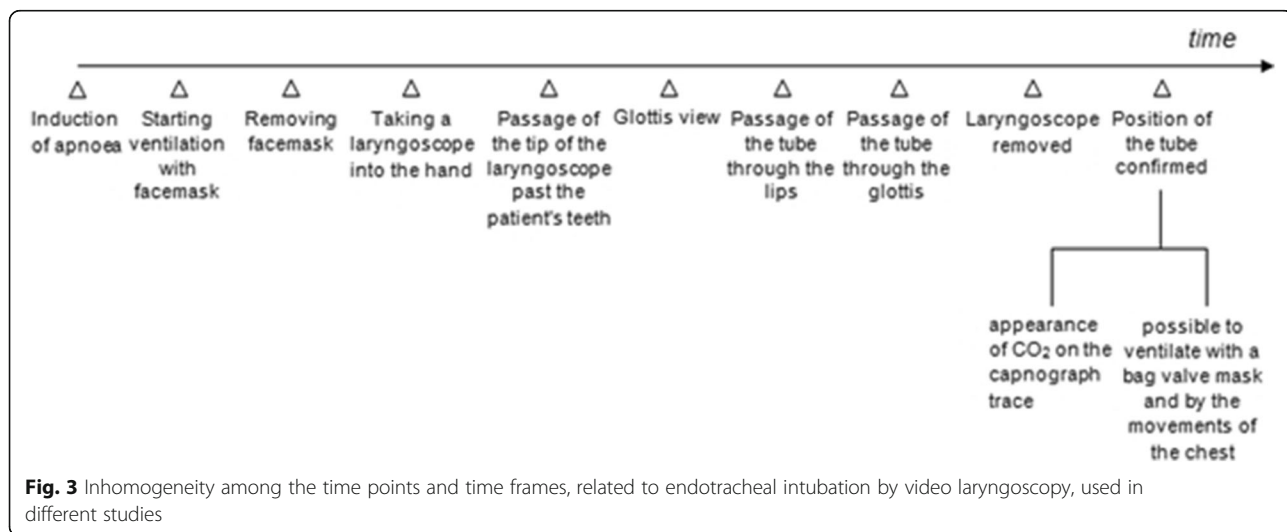 time
Induction
of apnoea
Starting
ventilation
with
facemask
Removing
facemask
Taking a
laryngoscope
into the hand
Passage of
the tip of the
laryngoscope
past the
patient's teeth
Glottis view
Passage of
the tube
through the
lips
Passage of
the tube
through the
glottis
Laryngoscope
removed
Position of
the tube
confirmed
appearance
of CO₂ on the
capnograph
trace
possible to
ventilate with a
bag valve mask
and by the
movements of
the chest
Fig. 3 Inhomogeneity among the time points and time frames, related to endotracheal intubation by video laryngoscopy, used in
different studies